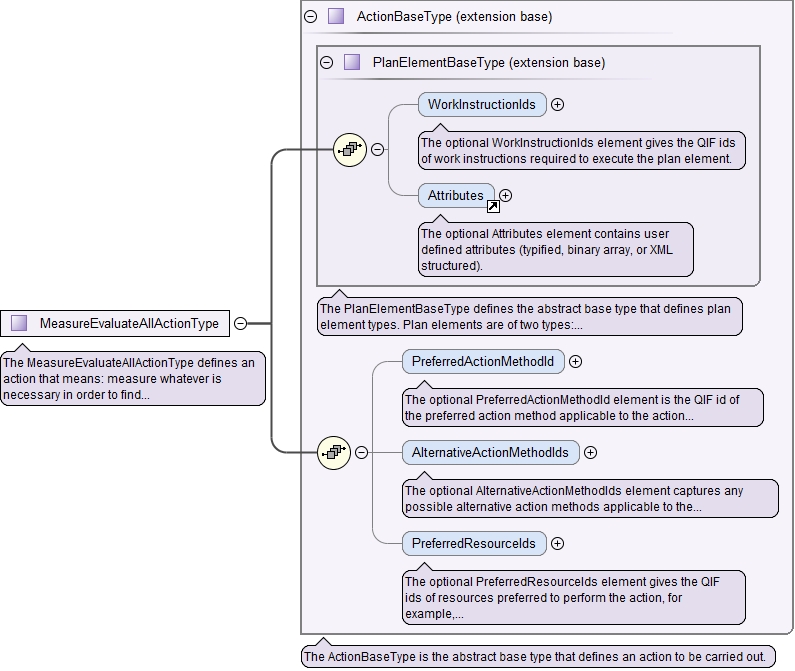 ActionBaseType (extension base)
PlanElementBaseType (extension base)
WorkInstructionIds
The optional WorkInstructionIds element gives the QIF ids
of work instructions required to execute the plan element.
Attributes
The optional Attributes element contains user
defined attributes (typified, binary array, or XML
structured).
The PlanElementBaseType defines the abstract base type that defines plan
element types. Plan elements are of two types:...
MeasureEvaluateAllActionType
The MeasureEvaluateAllActionType defines an
action that means: measure whatever is
necessary in order to find...
PreferredActionMethodId
The optional PreferredActionMethodId element is the QIF id of
the preferred action method applicable to the action...
AlternativeActionMethodIds
The optional AlternativeActionMethodIds element captures any
possible alternative action methods applicable to the...
PreferredResourceIds
The optional PreferredResourceIds element gives the QIF
ids of resources preferred to perform the action, for
example,...
The ActionBaseType is the abstract base type that defines an action to be carried out.